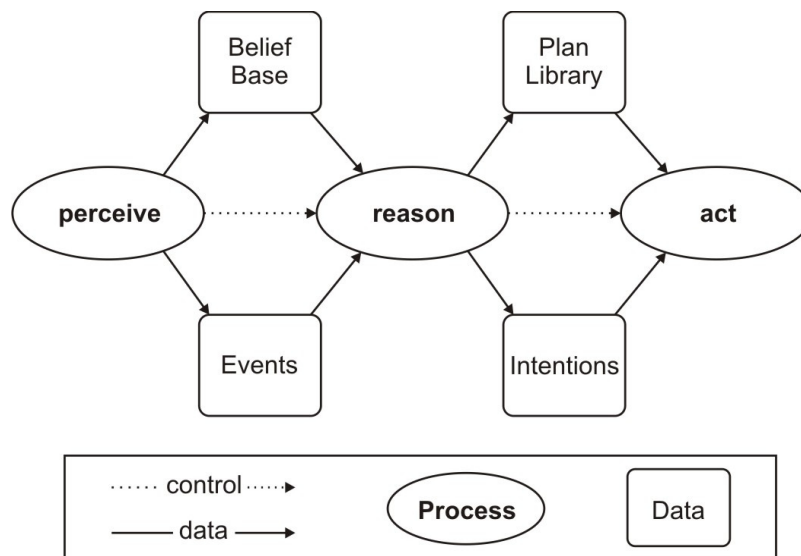 Belief
Base
Plan
Library
perceive
reason
act
Events
Intentions
control
data
Process
Data